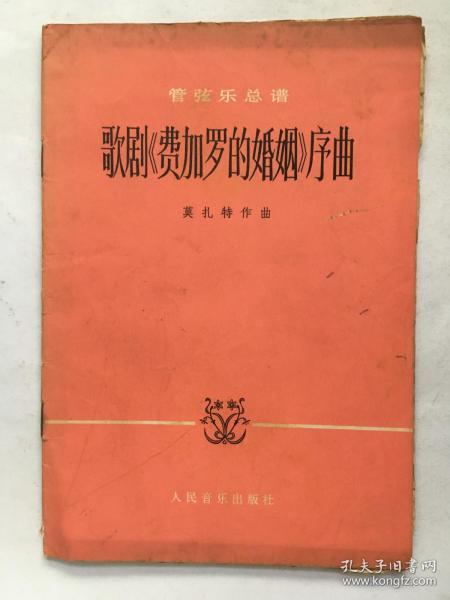 管弦乐总谱
歌剧《费加罗的婚姻》序曲
莫扎特作曲
人民音乐出版社
孔夫子旧书网
www.kongfz.com